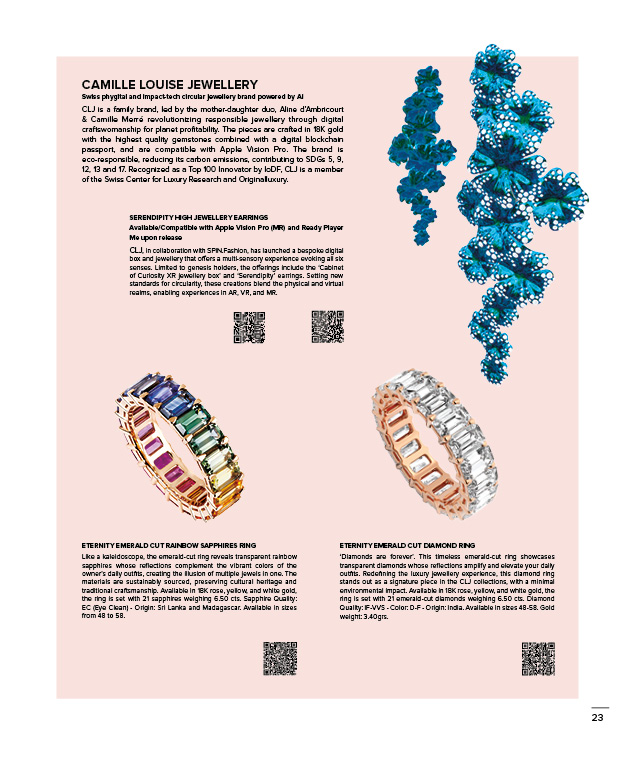 CAMILLE LOUISE JEWELLERY
Swiss phygital and impact-tech circular jewellery brand powered by AI
CLJ is a family brand, led by the mother-daughter duo, Aline d'Ambricourt
& Camille Merré revolutionizing responsible jewellery through digital
craftswomanship for planet profitability. The pieces are crafted in 18K gold
with the highest quality gemstones combined with a digital blockchain
passport, and are compatible with Apple Vision Pro. The brand is
eco-responsible, reducing its carbon emissions, contributing to SDGs 5, 9,
12, 13 and 17. Recognized as a Top 100 Innovator by IoDF, CLJ is a member
of the Swiss Center for Luxury Research and Originalluxury.
SERENDIPITY HIGH JEWELLERY EARRINGS
Available/Compatible with Apple Vision Pro (MR) and Ready Player
Me upon release
CLJ, in collaboration with SPIN.Fashion, has launched a bespoke digital
box and jewellery that offers a multi-sensory experience evoking all six
senses. Limited to genesis holders, the offerings include the 'Cabinet
of Curiosity XR jewellery box' and 'Serendipity' earrings. Setting new
standards for circularity, these creations blend the physical and virtual
realms, enabling experiences in AR, VR, and MR.
ETERNITY EMERALD CUT RAINBOW SAPPHIRES RING
Like a kaleidoscope, the emerald-cut ring reveals transparent rainbow
sapphires whose reflections complement the vibrant colors of the
owner's daily outfits, creating the illusion of multiple jewels in one. The
materials are sustainably sourced, preserving cultural heritage and
traditional craftsmanship. Available in 18K rose, yellow, and white gold,
the ring is set with 21 sapphires weighing 6.50 cts. Sapphire Quality:
EC (Eye Clean) - Origin: Sri Lanka and Madagascar. Available in sizes
from 48 to 58.
ETERNITY EMERALD CUT DIAMOND RING
'Diamonds are forever'. This timeless emerald-cut ring showcases
transparent diamonds whose reflections amplify and elevate your daily
outfits. Redefining the luxury jewellery experience, this diamond ring
stands out as a signature piece in the CLJ collections, with a minimal
environmental impact. Available in 18K rose, yellow, and white gold, the
ring is set with 21 emerald-cut diamonds weighing 6.50 cts. Diamond
Quality: IF-VVS - Color: D-F - Origin: India. Available in sizes 48-58. Gold
weight: 3.40grs.
23